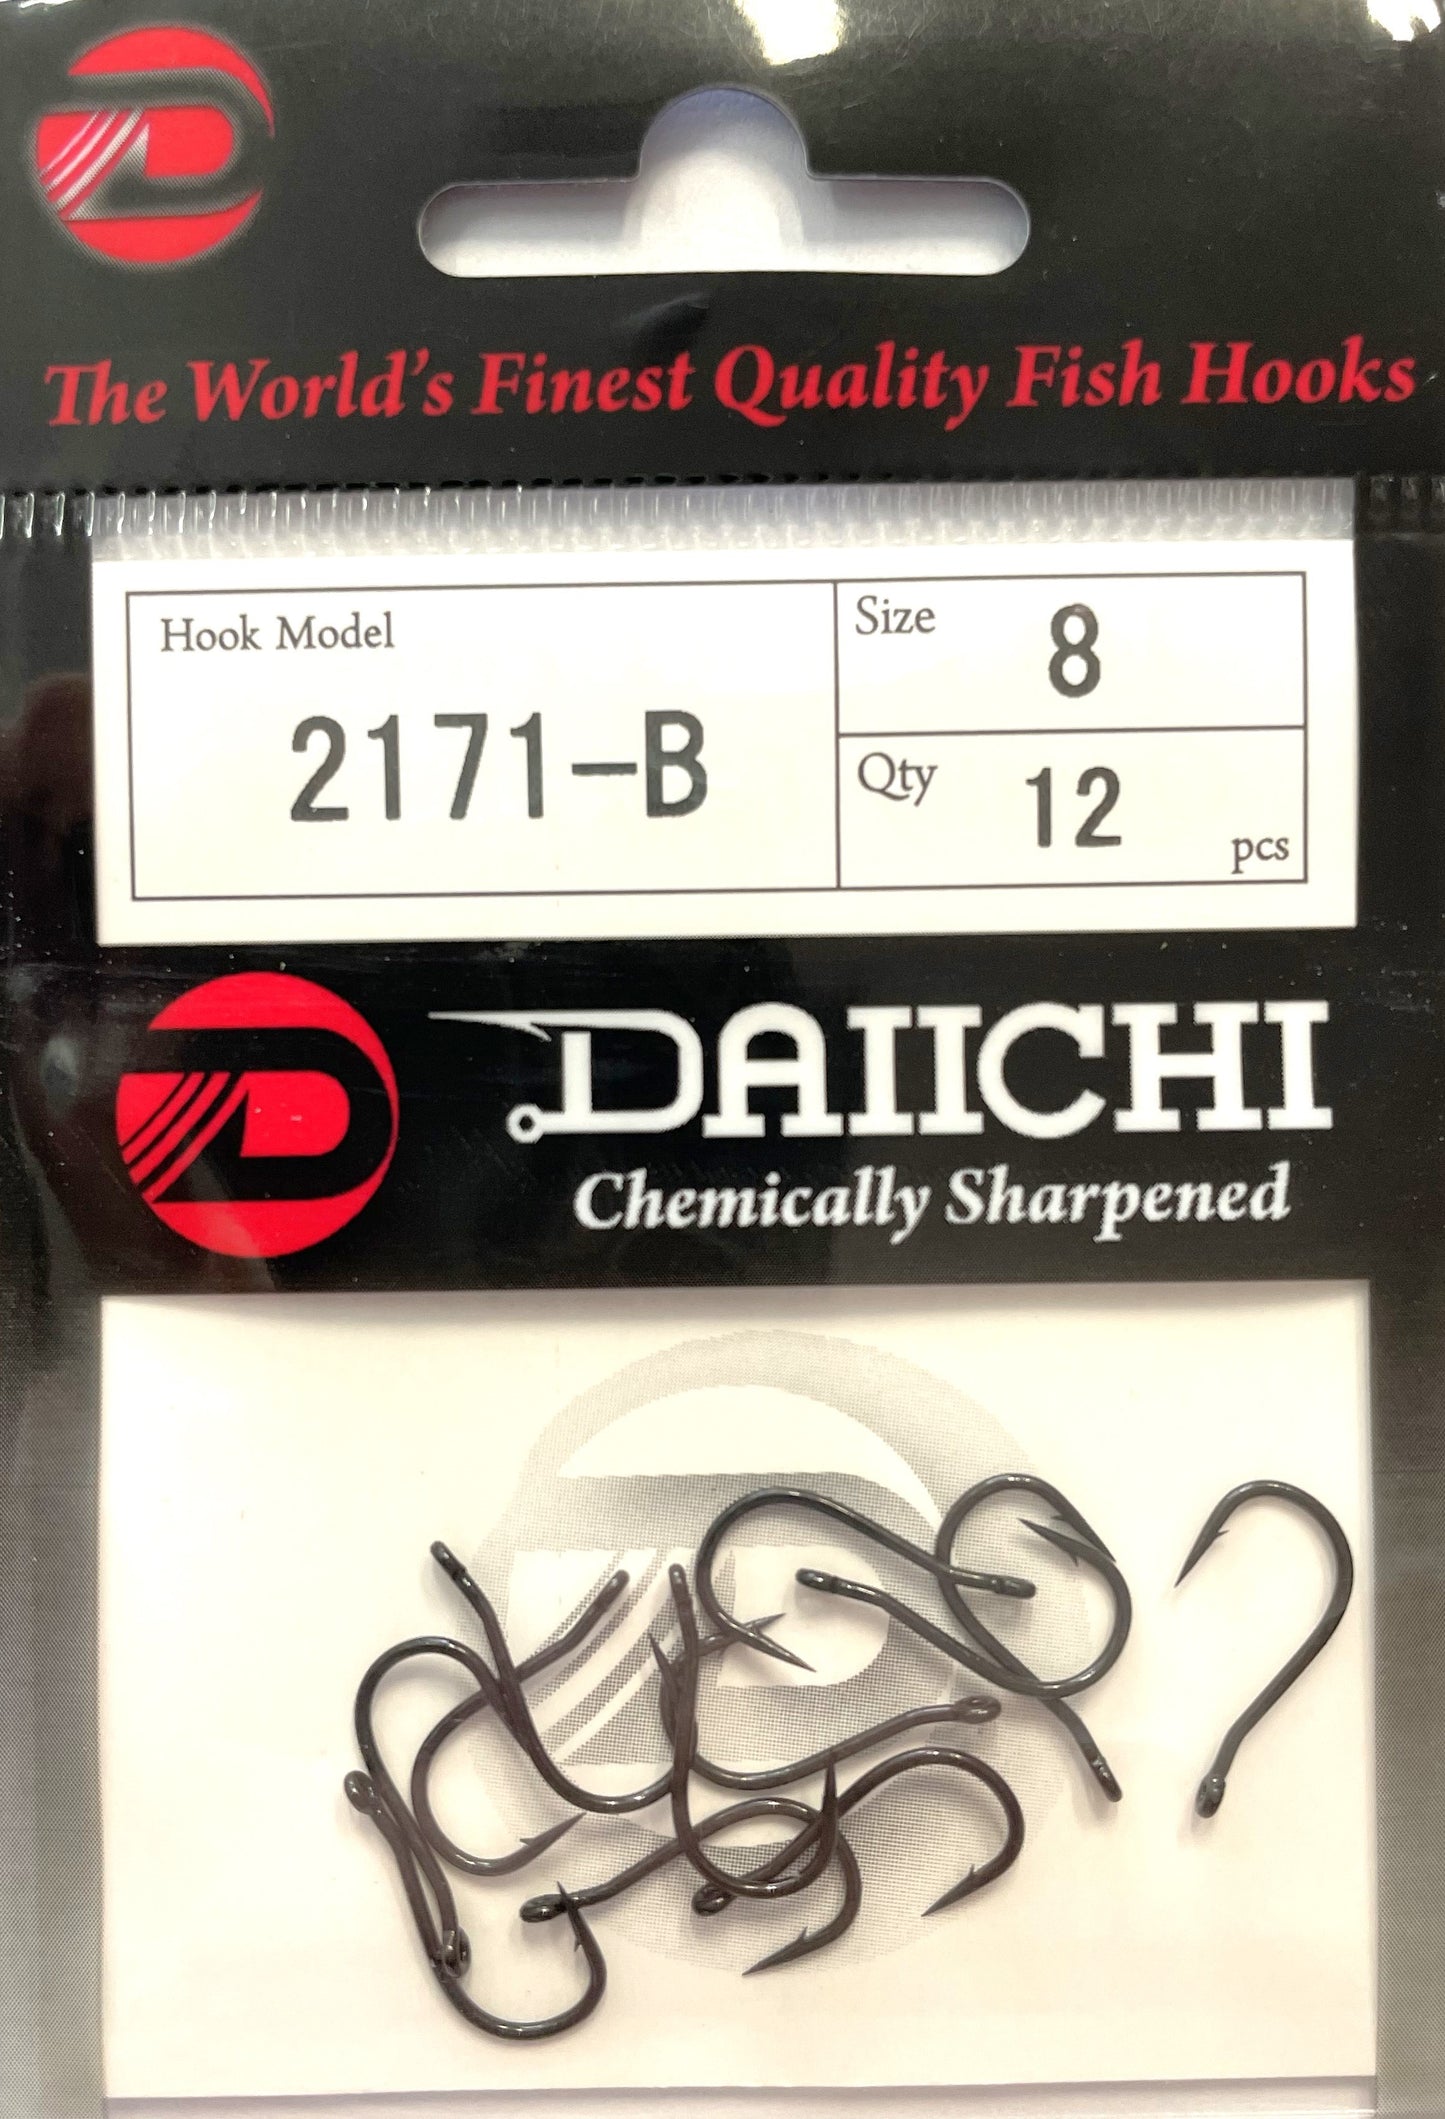 The World's Finest Quality Fish Hooks
Hook Model
2171-B
Size 8
Qty 12 pcs
DAIICHI
Chemically Sharpened